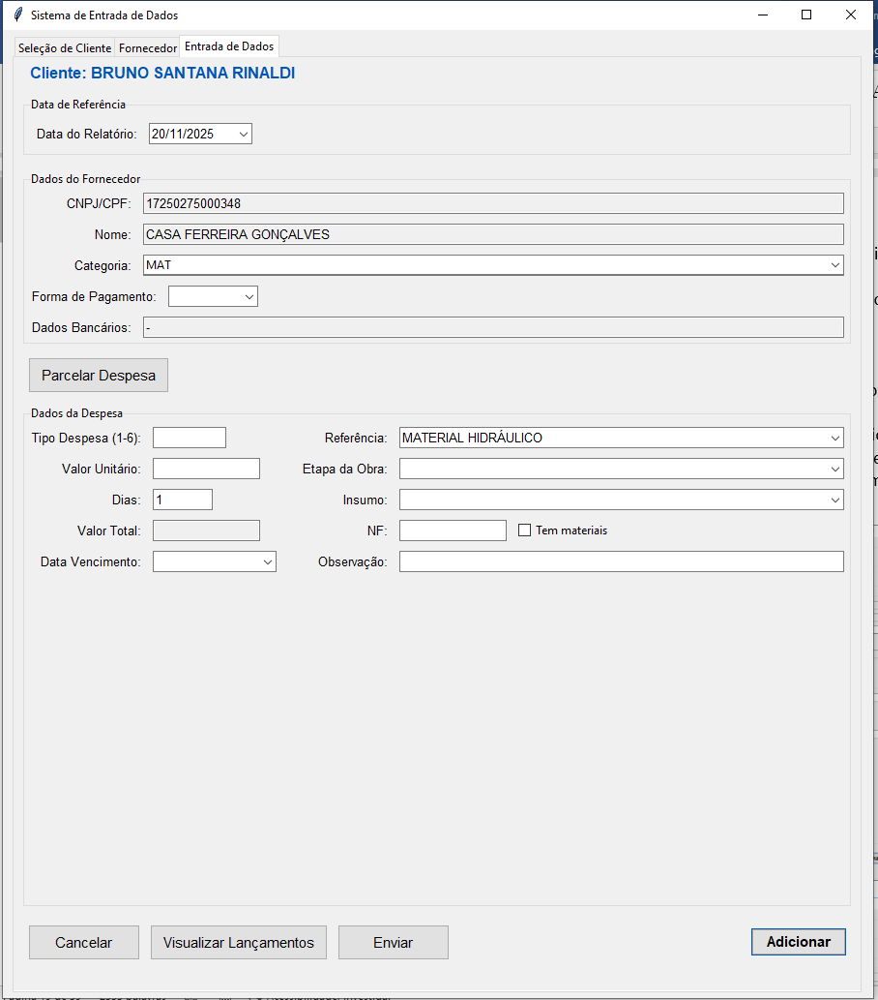 Sistema de Entrada de Dados
Seleção de Cliente Fornecedor Entrada de Dados
Cliente: BRUNO SANTANA RINALDI
Data de Referência
Data do Relatório: 20/11/2025
Dados do Fornecedor
CNPJ/CPF: 17250275000348
Nome: CASA FERREIRA GONÇALVES
Categoria: MAT
Forma de Pagamento:
Dados Bancários: -
Parcelar Despesa
Dados da Despesa
Tipo Despesa (1-6): Referência: MATERIAL HIDRÁULICO
Valor Unitário: Etapa da Obra:
Dias: 1 Insumo:
Valor Total: NF: Tem materiais
Data Vencimento: Observação:
Cancelar Visualizar Lançamentos Enviar Adicionar